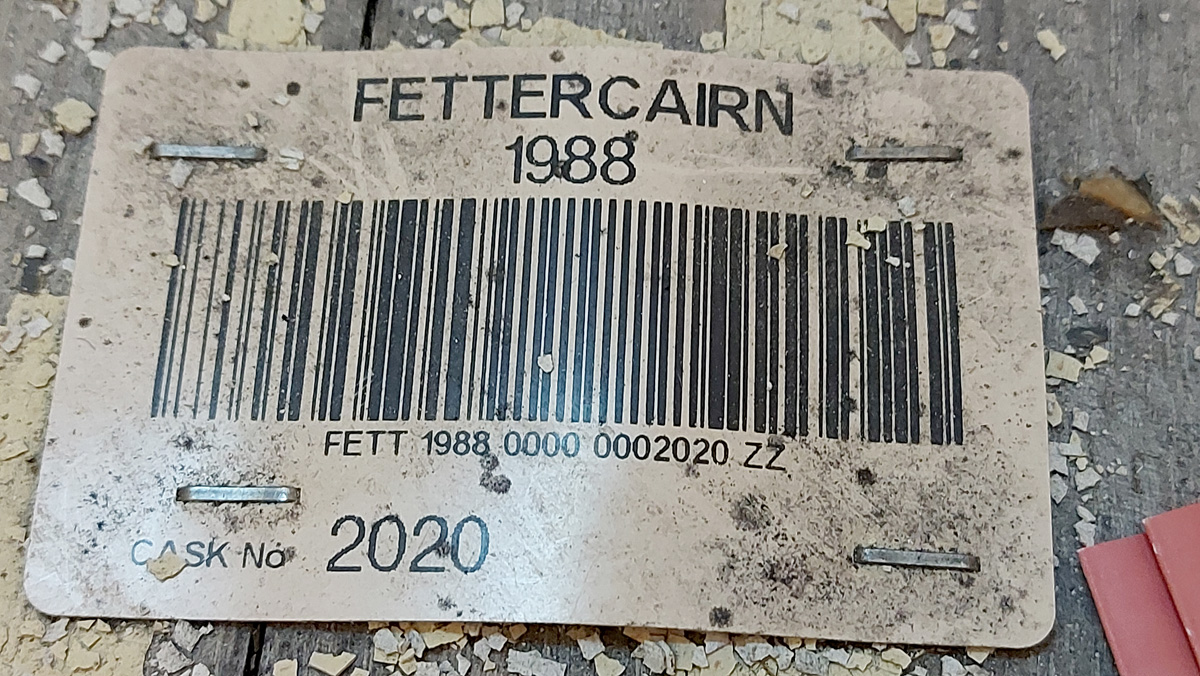 FETTERCAIRN
1988
FETT 1988 0000 0002020 ZZ
CASK No 2020